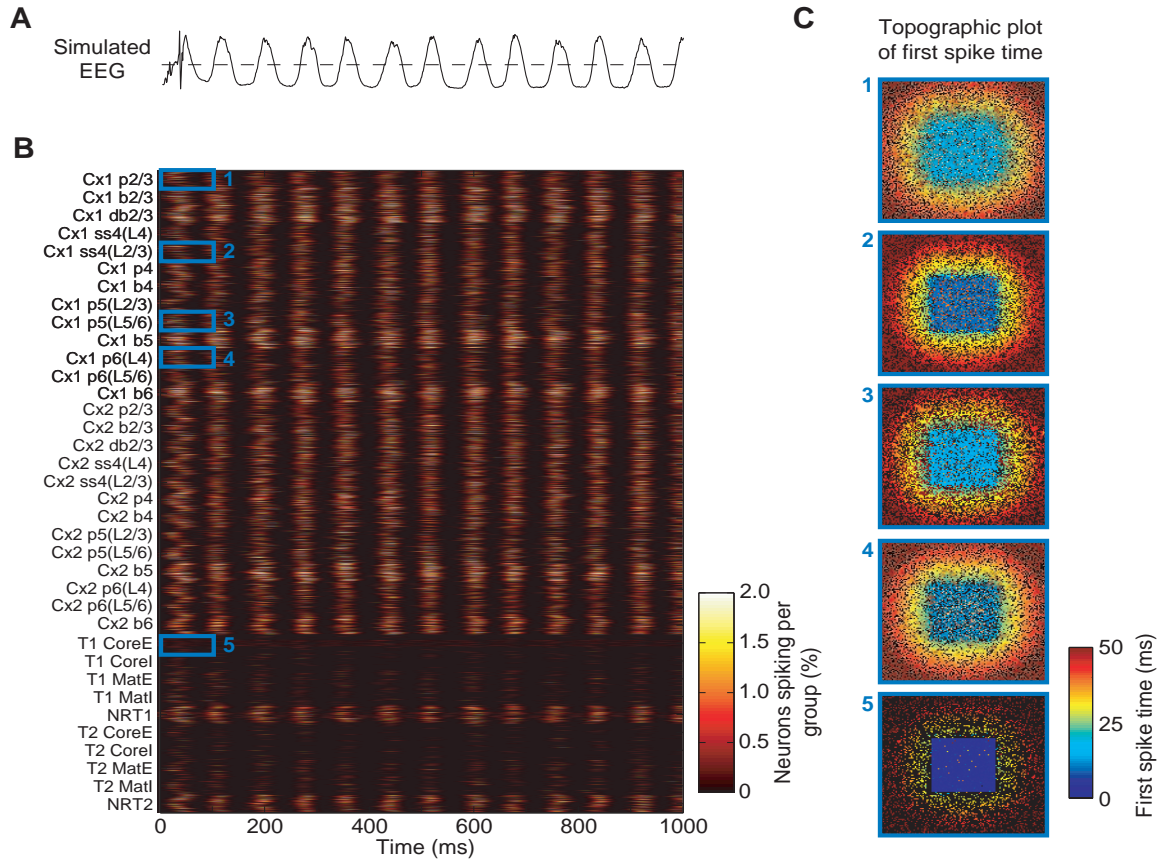 A
Simulated
EEG
B
Cx1 p2/3
Cx1 b2/3
Cx1 db2/3
Cx1 ss4(L4)
Cx1 ss4(L2/3)
Cx1 p4
Cx1 b4
Cx1 p5(L2/3)
Cx1 p5(L5/6)
Cx1 b5
Cx1 p6(L4)
Cx1 p6(L5/6)
Cx1 b6
Cx2 p2/3
Cx2 b2/3
Cx2 db2/3
Cx2 ss4(L4)
Cx2 ss4(L2/3)
Cx2 p4
Cx2 b4
Cx2 p5(L2/3)
Cx2 p5(L5/6)
Cx2 b5
Cx2 p6(L4)
Cx2 p6(L5/6)
Cx2 b6
T1 CoreE
T1 CoreI
T1 MatE
T1 MatI
NRT1
T2 CoreE
T2 CoreI
T2 MatE
T2 MatI
NRT2
1
2
3
4
5
0 200 400 600 800 1000
Time (ms)
2.0
1.5
1.0
0.5
0
Neurons spiking per
group (%)
C
Topographic plot
of first spike time
1
2
3
4
5
50
25
0
First spike time (ms)